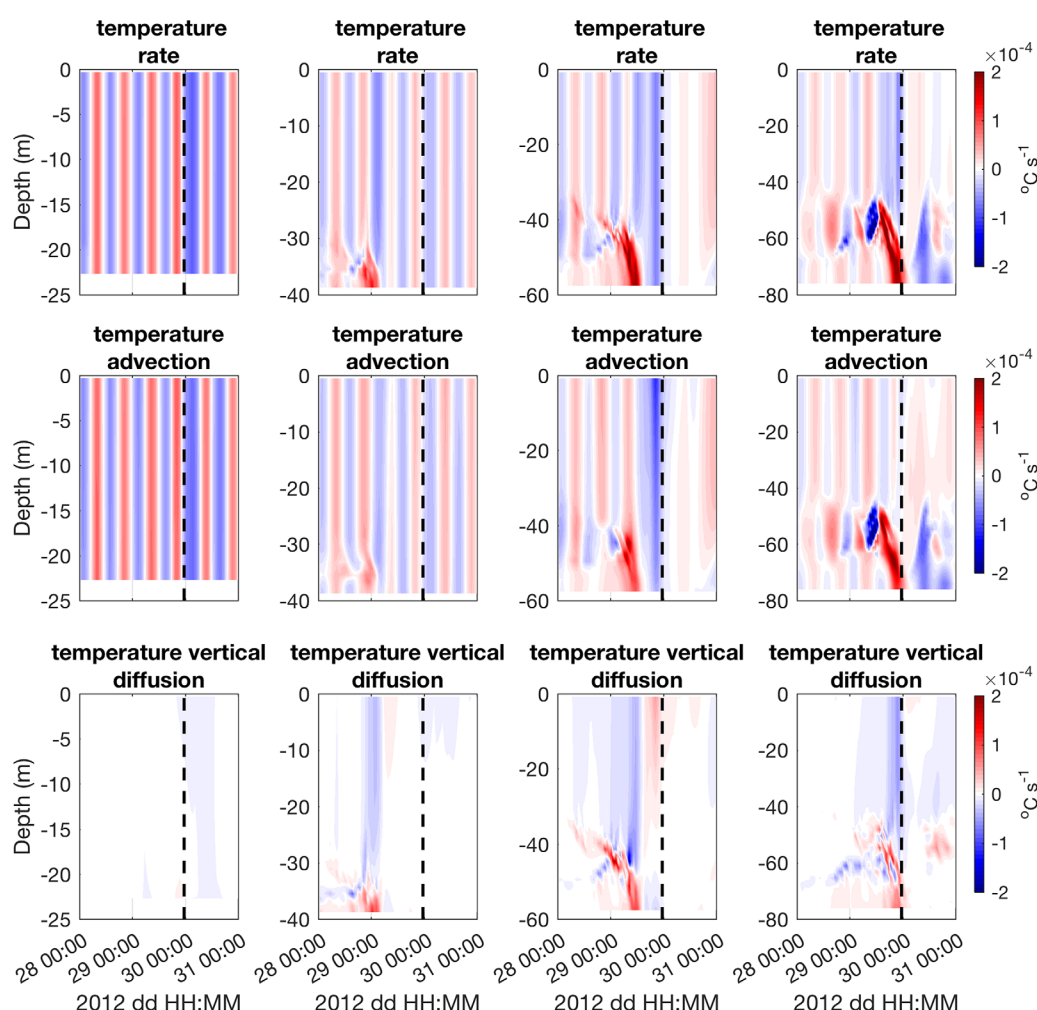 temperature
rate
temperature
rate
temperature
rate
temperature
rate
Depth (m)
0
-5
-10
-15
-20
-25
0
-10
-20
-30
-40
0
-20
-40
-60
0
-20
-40
-60
-80
×10-4
2
1
0
-1
-2
oC s-1
temperature
advection
temperature
advection
temperature
advection
temperature
advection
Depth (m)
0
-5
-10
-15
-20
-25
0
-10
-20
-30
-40
0
-20
-40
-60
0
-20
-40
-60
-80
×10-4
2
1
0
-1
-2
oC s-1
temperature vertical
diffusion
temperature vertical
diffusion
temperature vertical
diffusion
temperature vertical
diffusion
Depth (m)
0
-5
-10
-15
-20
-25
0
-10
-20
-30
-40
0
-20
-40
-60
0
-20
-40
-60
-80
×10-4
2
1
0
-1
-2
oC s-1
28 00:00
29 00:00
30 00:00
31 00:00
28 00:00
29 00:00
30 00:00
31 00:00
28 00:00
29 00:00
30 00:00
31 00:00
28 00:00
29 00:00
30 00:00
31 00:00
2012 dd HH:MM
2012 dd HH:MM
2012 dd HH:MM
2012 dd HH:MM